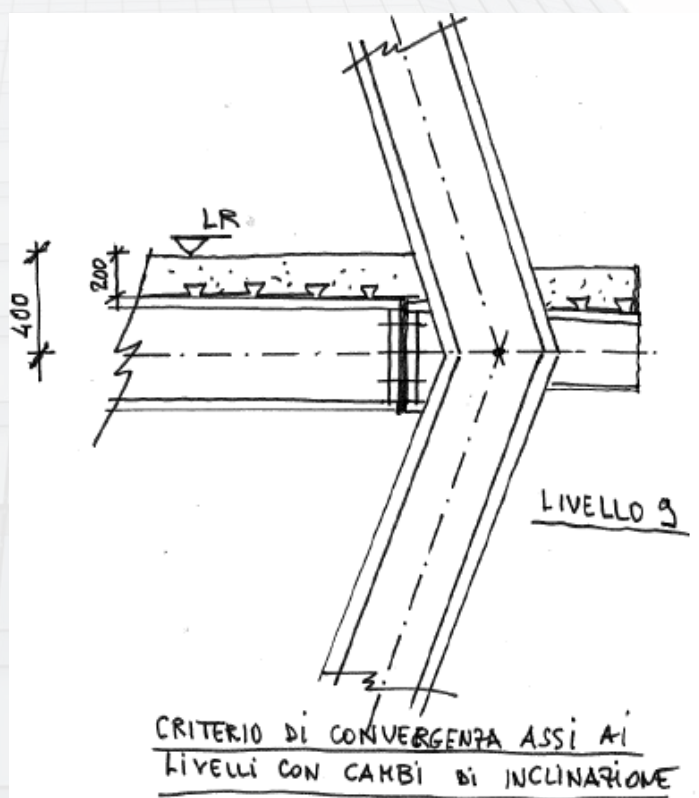 LR
200
400
LIVELLO 9
CRITERIO DI CONVERGENZA ASSI AI
LIVELLI CON CAMBI DI INCLINAZIONE